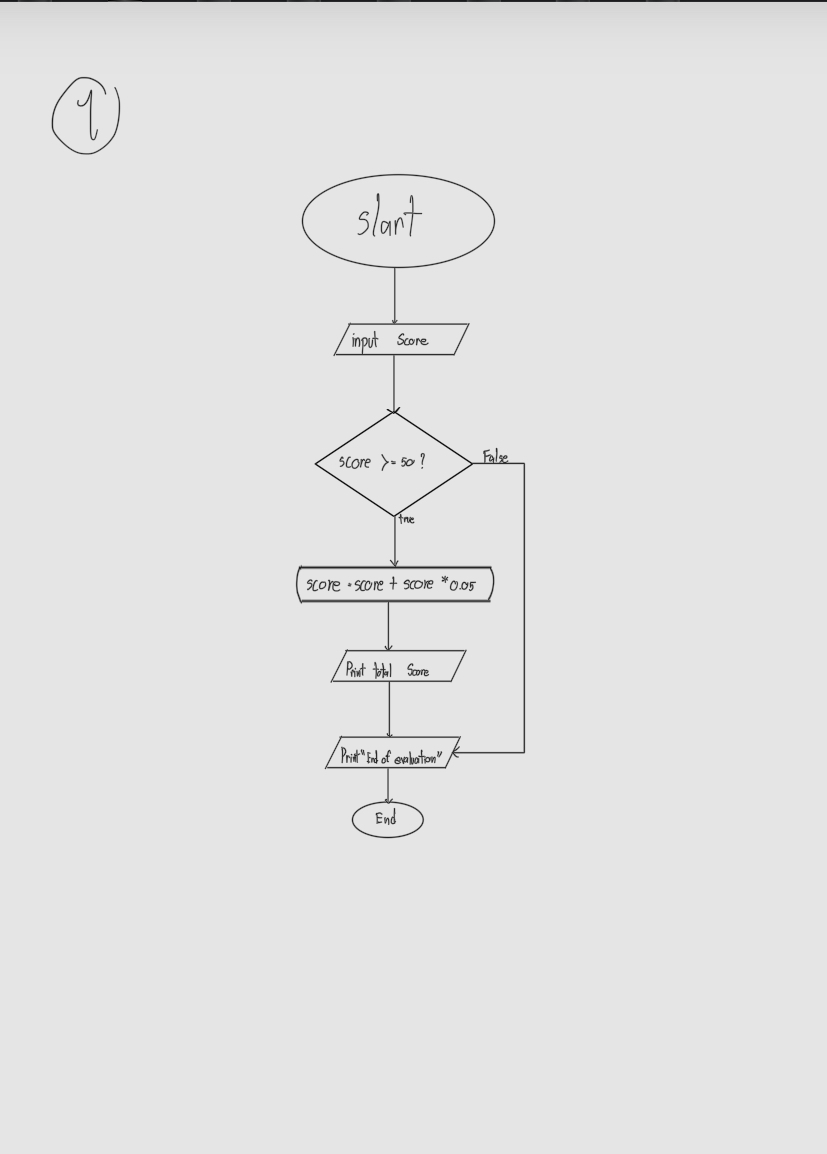 1
start
input score
score >= 50 ?
False
true
score = score + score * 0.05
Print total score
Print "End of evaluation"
End